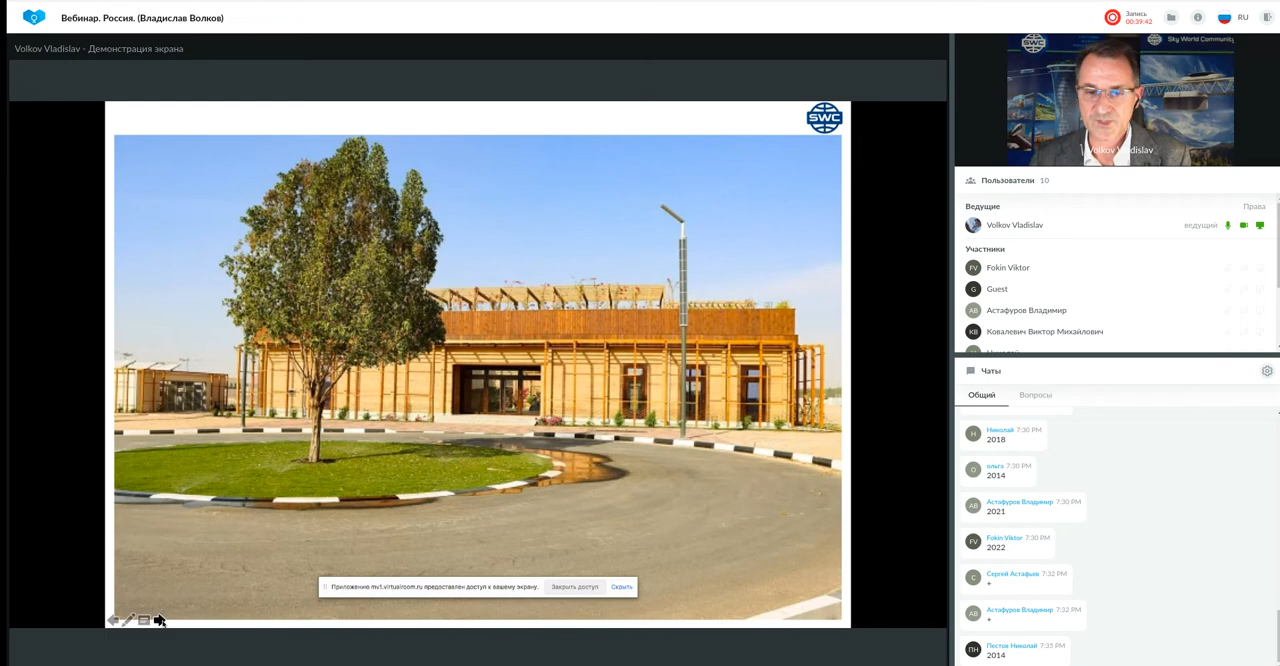 Вебинар. Россия. (Владислав Волков)
Запись
00:39:42
RU
Volkov Vladislav - Демонстрация экрана
SWC
SWC
Sky World Community
Volkov Vladislav
Пользователи 10
Ведущие Права
Volkov Vladislav ведущий
Участники
FV Fokin Viktor
G Guest
АВ Астафуров Владимир
КВ Ковалевич Виктор Михайлович
Чаты
Общий Вопросы
Н Николай 7:30 PM
2018
О ольга 7:30 PM
2014
АВ Астафуров Владимир 7:30 PM
2021
FV Fokin Viktor 7:30 PM
2022
С Сергей Астафьев 7:32 PM
+
АВ Астафуров Владимир 7:32 PM
+
ПН Пестов Николай 7:35 PM
2014
Приложению mv1.virtualroom.ru предоставлен доступ к вашему экрану. Закрыть доступ Скрыть